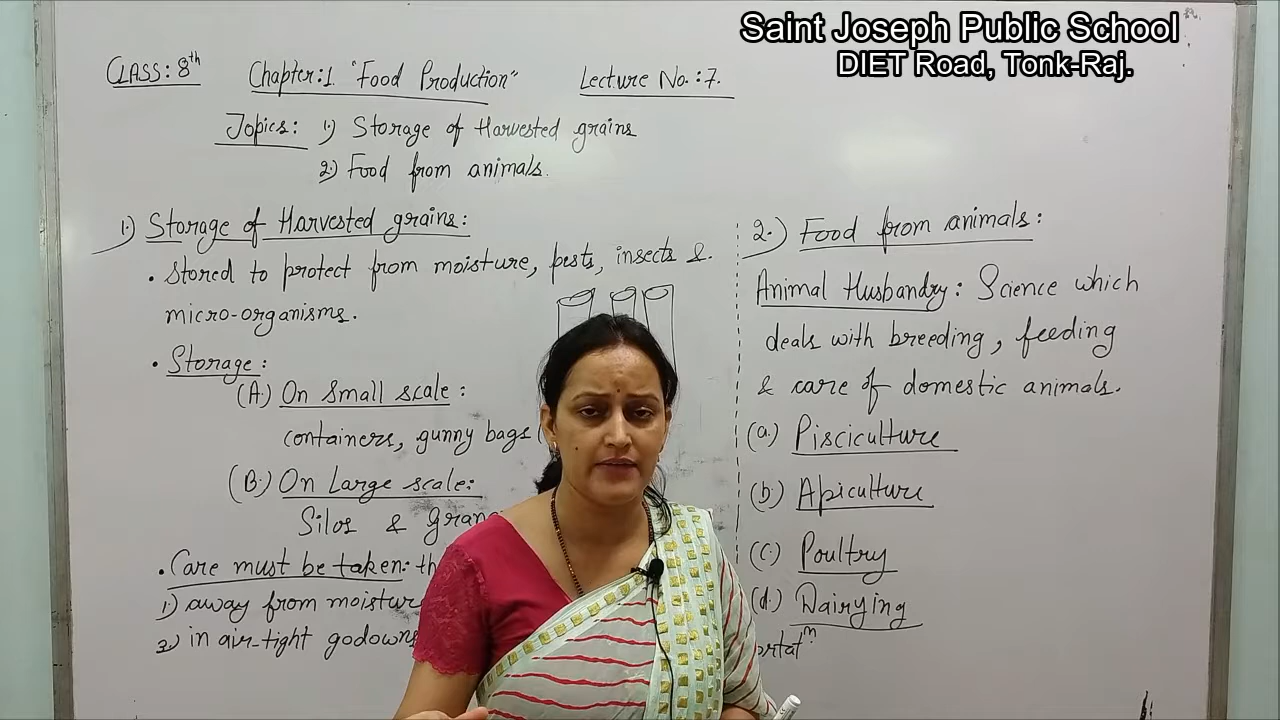 Saint Joseph Public School
DIET Road, Tonk-Raj.
CLASS: 8th
Chapter:1 "Food Production"
Lecture No.:7.
Topics: 1.) Storage of Harvested grains
2.) Food from animals.
1.) Storage of Harvested grains:
• Stored to protect from moisture, pests, insects &
micro-organisms.
• Storage:
(A.) On Small scale:
containers, gunny bags (
(B.) On Large scale:
Silos &
• Care must be taken:
1) away from
2) in air-tight godowns
2.) Food from animals:
Animal Husbandry: Science which
deals with breeding, feeding
& care of domestic animals.
(a.) Pisciculture
(b) Apiculture
(c) Poultry
(d.) Dairying